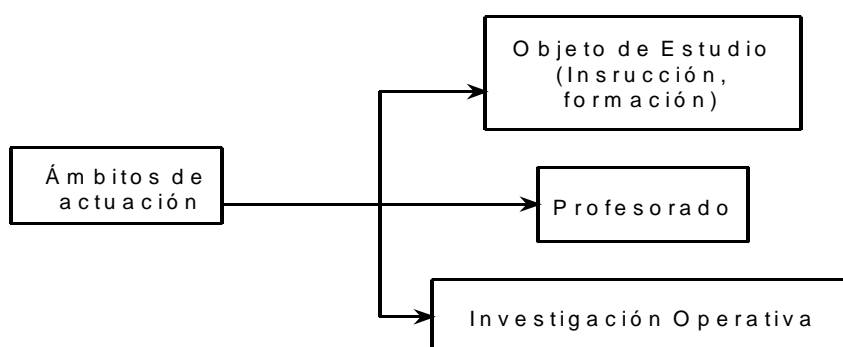 Objeto de Estudio
(Insrucción,
formación)
Ámbitos de
actuación
Profesorado
Investigación Operativa